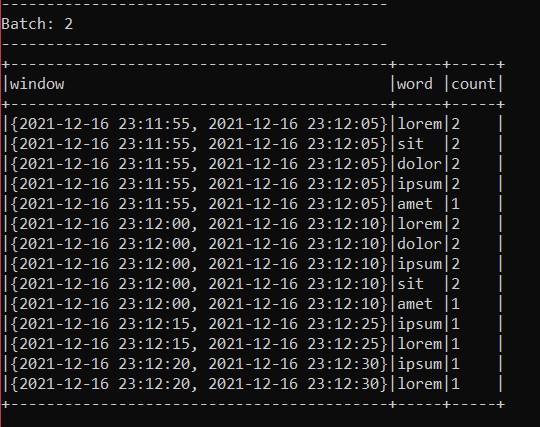 -------------------------------------------
Batch: 2
-------------------------------------------
+------------------------------------------+-----+-----+
|window                                    |word |count|
+------------------------------------------+-----+-----+
|{2021-12-16 23:11:55, 2021-12-16 23:12:05}|lorem|2    |
|{2021-12-16 23:11:55, 2021-12-16 23:12:05}|sit  |2    |
|{2021-12-16 23:11:55, 2021-12-16 23:12:05}|dolor|2    |
|{2021-12-16 23:11:55, 2021-12-16 23:12:05}|ipsum|2    |
|{2021-12-16 23:11:55, 2021-12-16 23:12:05}|amet |1    |
|{2021-12-16 23:12:00, 2021-12-16 23:12:10}|lorem|2    |
|{2021-12-16 23:12:00, 2021-12-16 23:12:10}|dolor|2    |
|{2021-12-16 23:12:00, 2021-12-16 23:12:10}|ipsum|2    |
|{2021-12-16 23:12:00, 2021-12-16 23:12:10}|sit  |2    |
|{2021-12-16 23:12:00, 2021-12-16 23:12:10}|amet |1    |
|{2021-12-16 23:12:15, 2021-12-16 23:12:25}|ipsum|1    |
|{2021-12-16 23:12:15, 2021-12-16 23:12:25}|lorem|1    |
|{2021-12-16 23:12:20, 2021-12-16 23:12:30}|ipsum|1    |
|{2021-12-16 23:12:20, 2021-12-16 23:12:30}|lorem|1    |
+------------------------------------------+-----+-----+